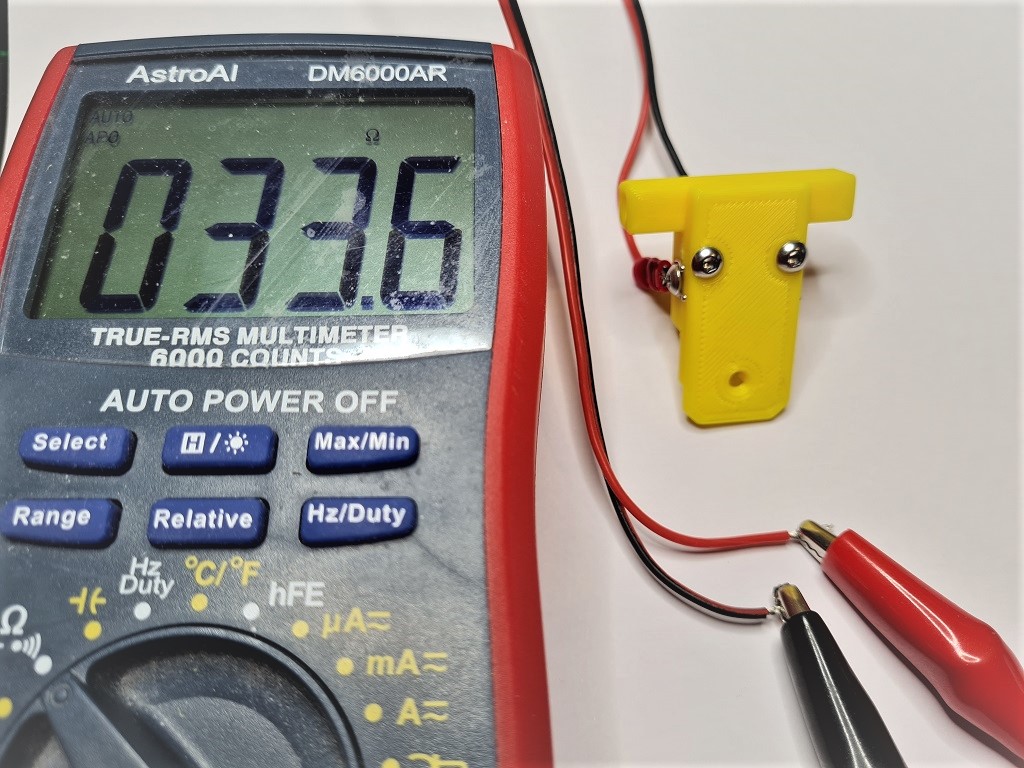 AstroAI DM6000AR
AUTO
APO
Ω
033.6
TRUE-RMS MULTIMETER
6000 COUNTS
AUTO POWER OFF
Select H/ Max/Min
Range Relative Hz/Duty
Hz
Duty
°C/°F
hFE
Ω
µA
mA
A